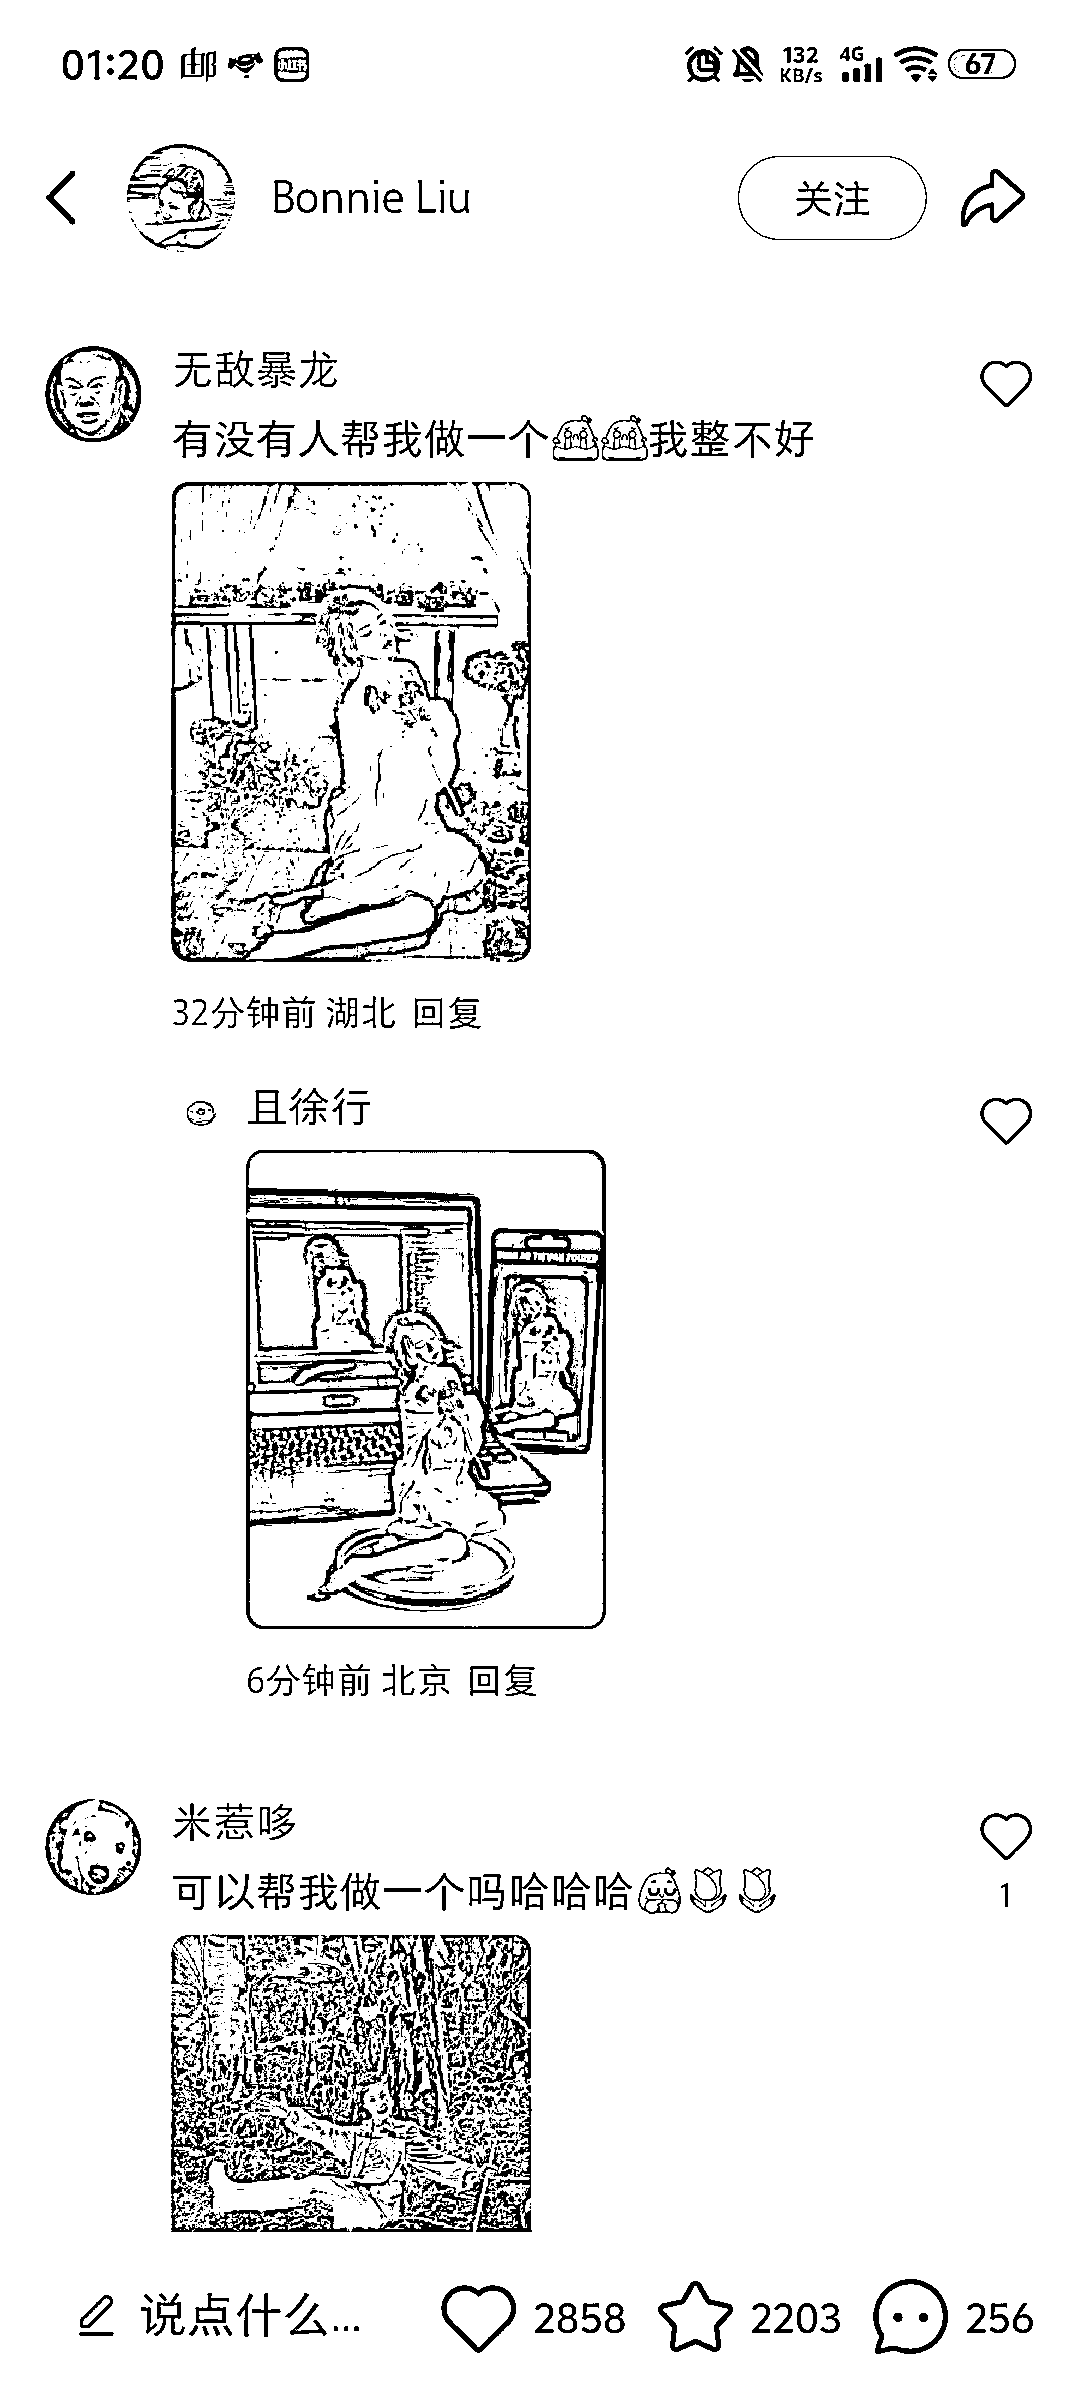 01:20 邮 132 KB/s 4G 67
Bonnie Liu 关注
无敌暴龙
有没有人帮我做一个我整不好
32分钟前 湖北 回复
且徐行
6分钟前 北京 回复
米惹哆
可以帮我做一个吗哈哈哈
1
说点什么... 2858 2203 256